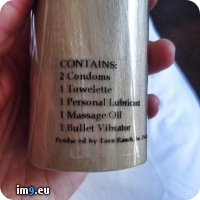 CONTAINS:
2 Condoms
1 Towelette
1 Personal Lubricant
1 Massage Oil
1 Bullet Vibrator
Produced by
im9.eu